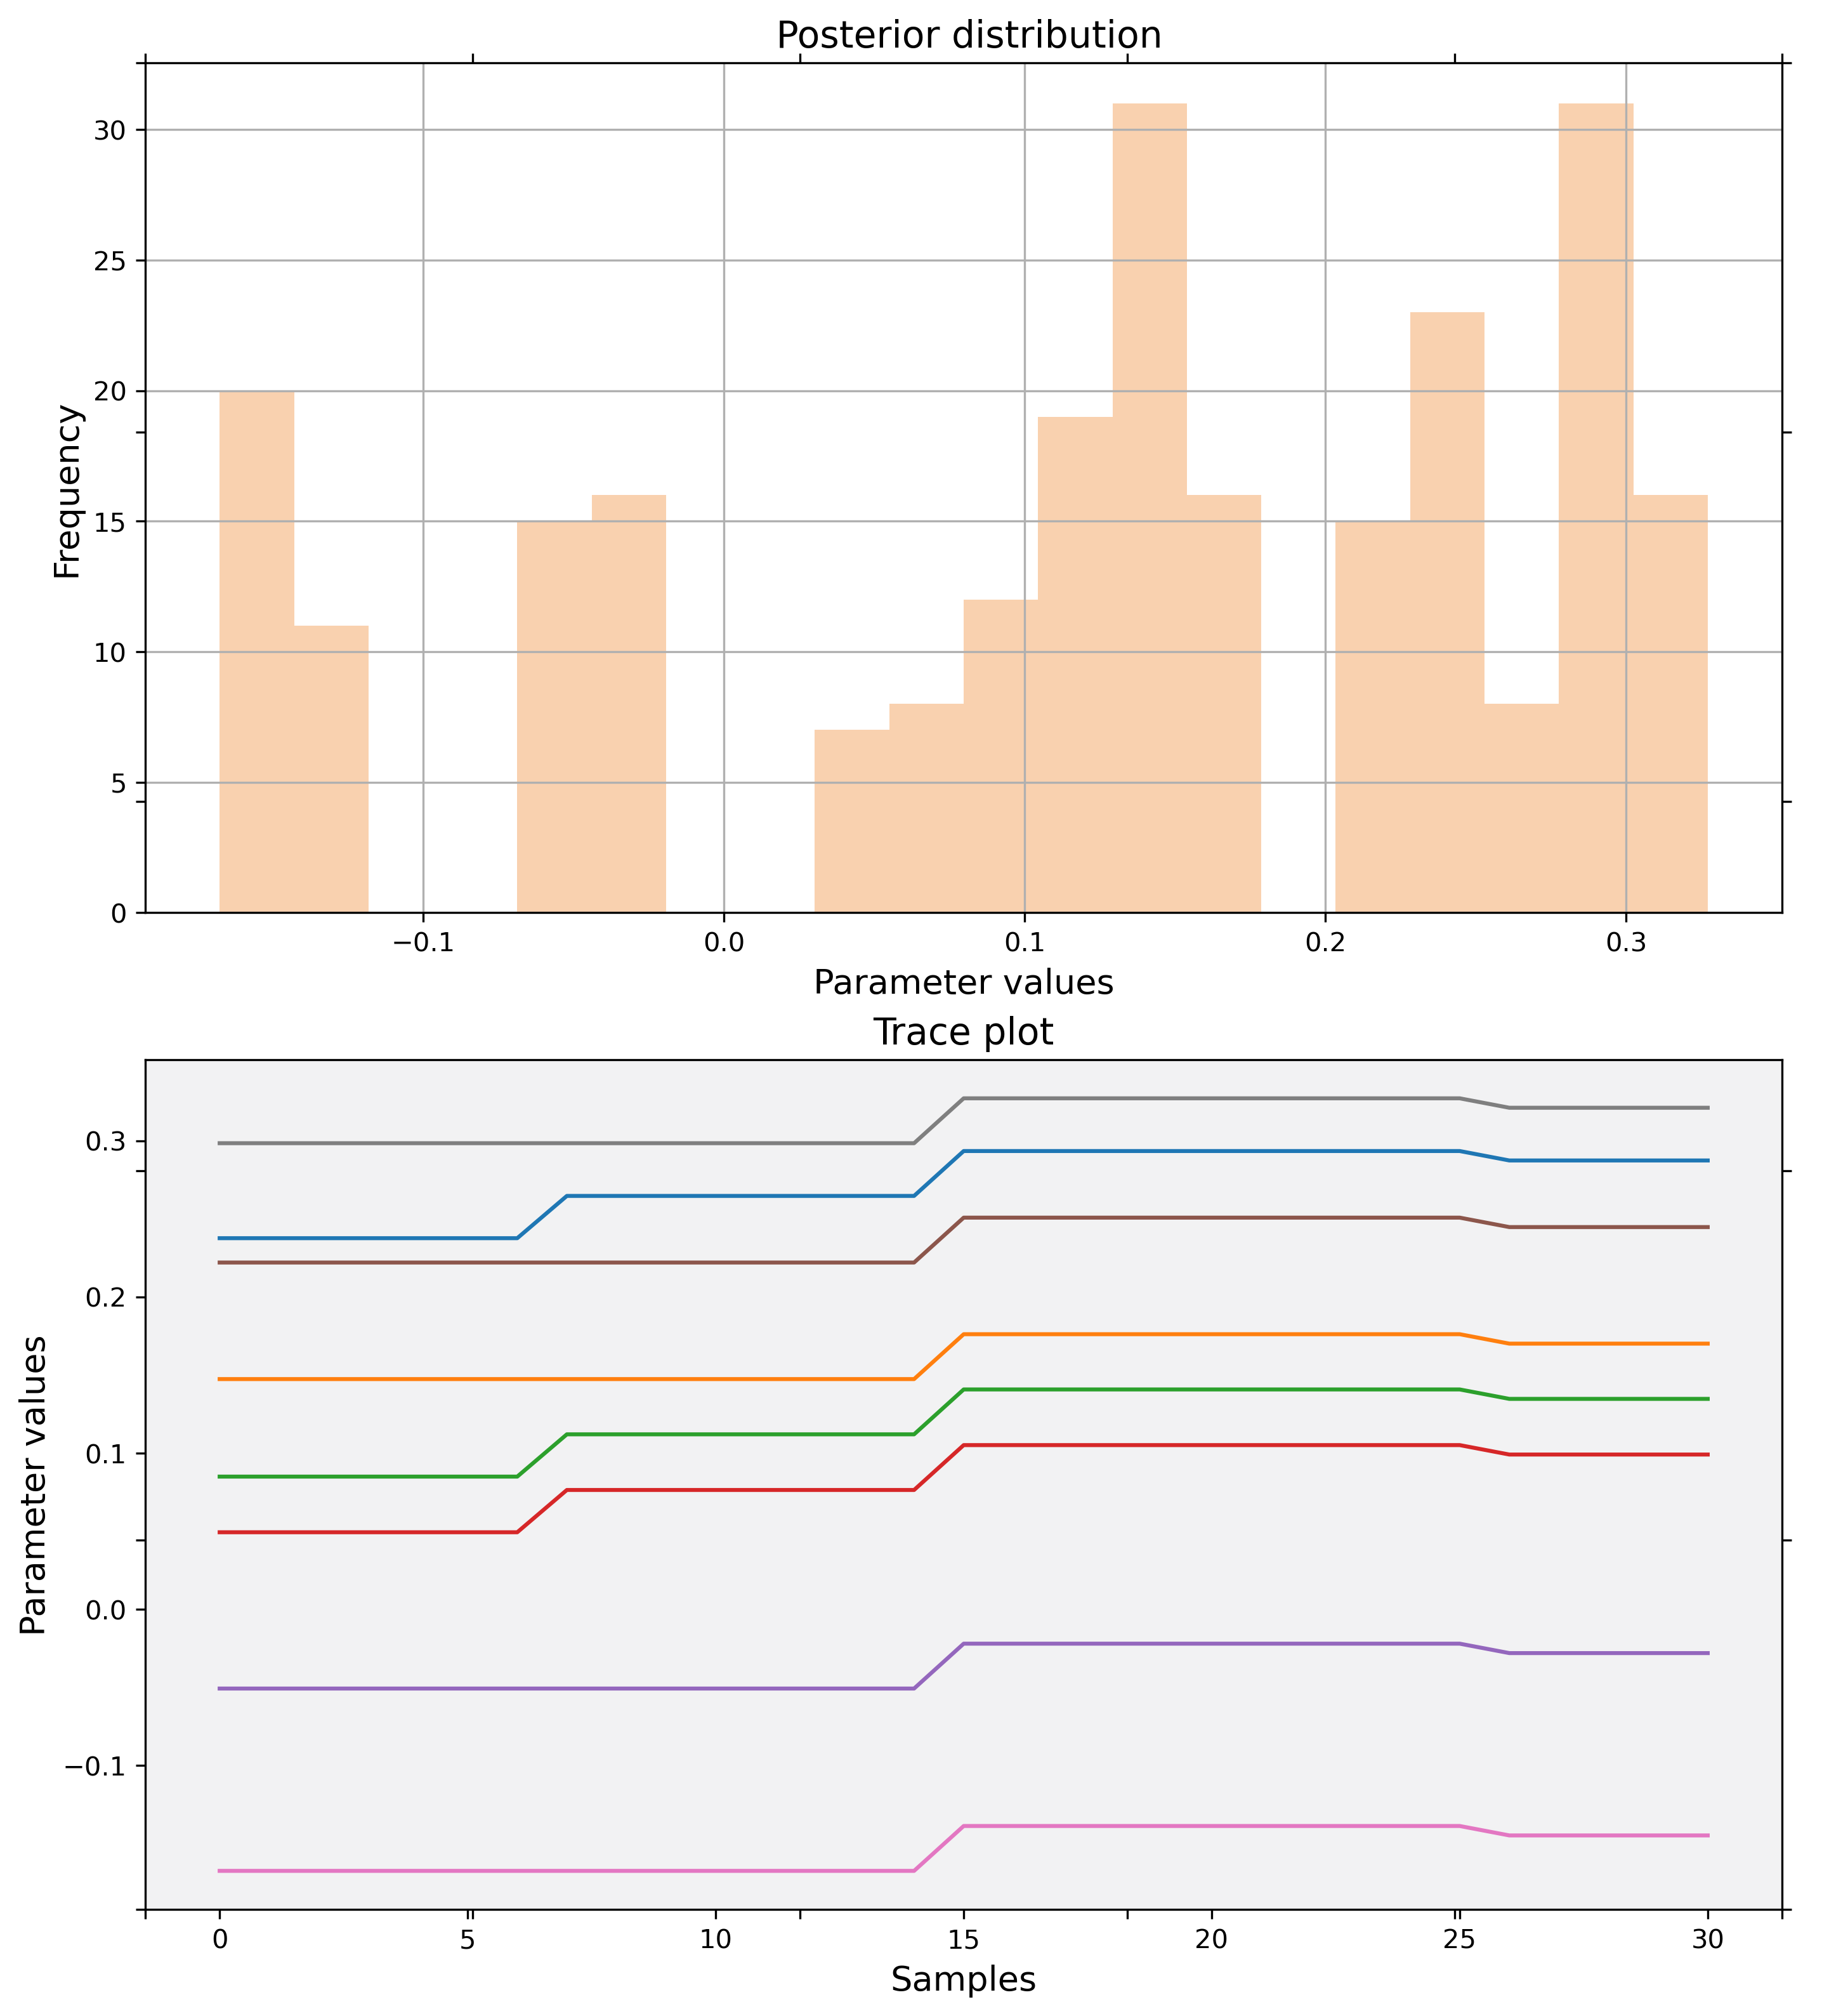 Posterior distribution
30
25
20
15
10
5
0
Frequency
−0.1 0.0 0.1 0.2 0.3
Parameter values
Trace plot
0.3
0.2
0.1
0.0
−0.1
Parameter values
0 5 10 15 20 25 30
Samples